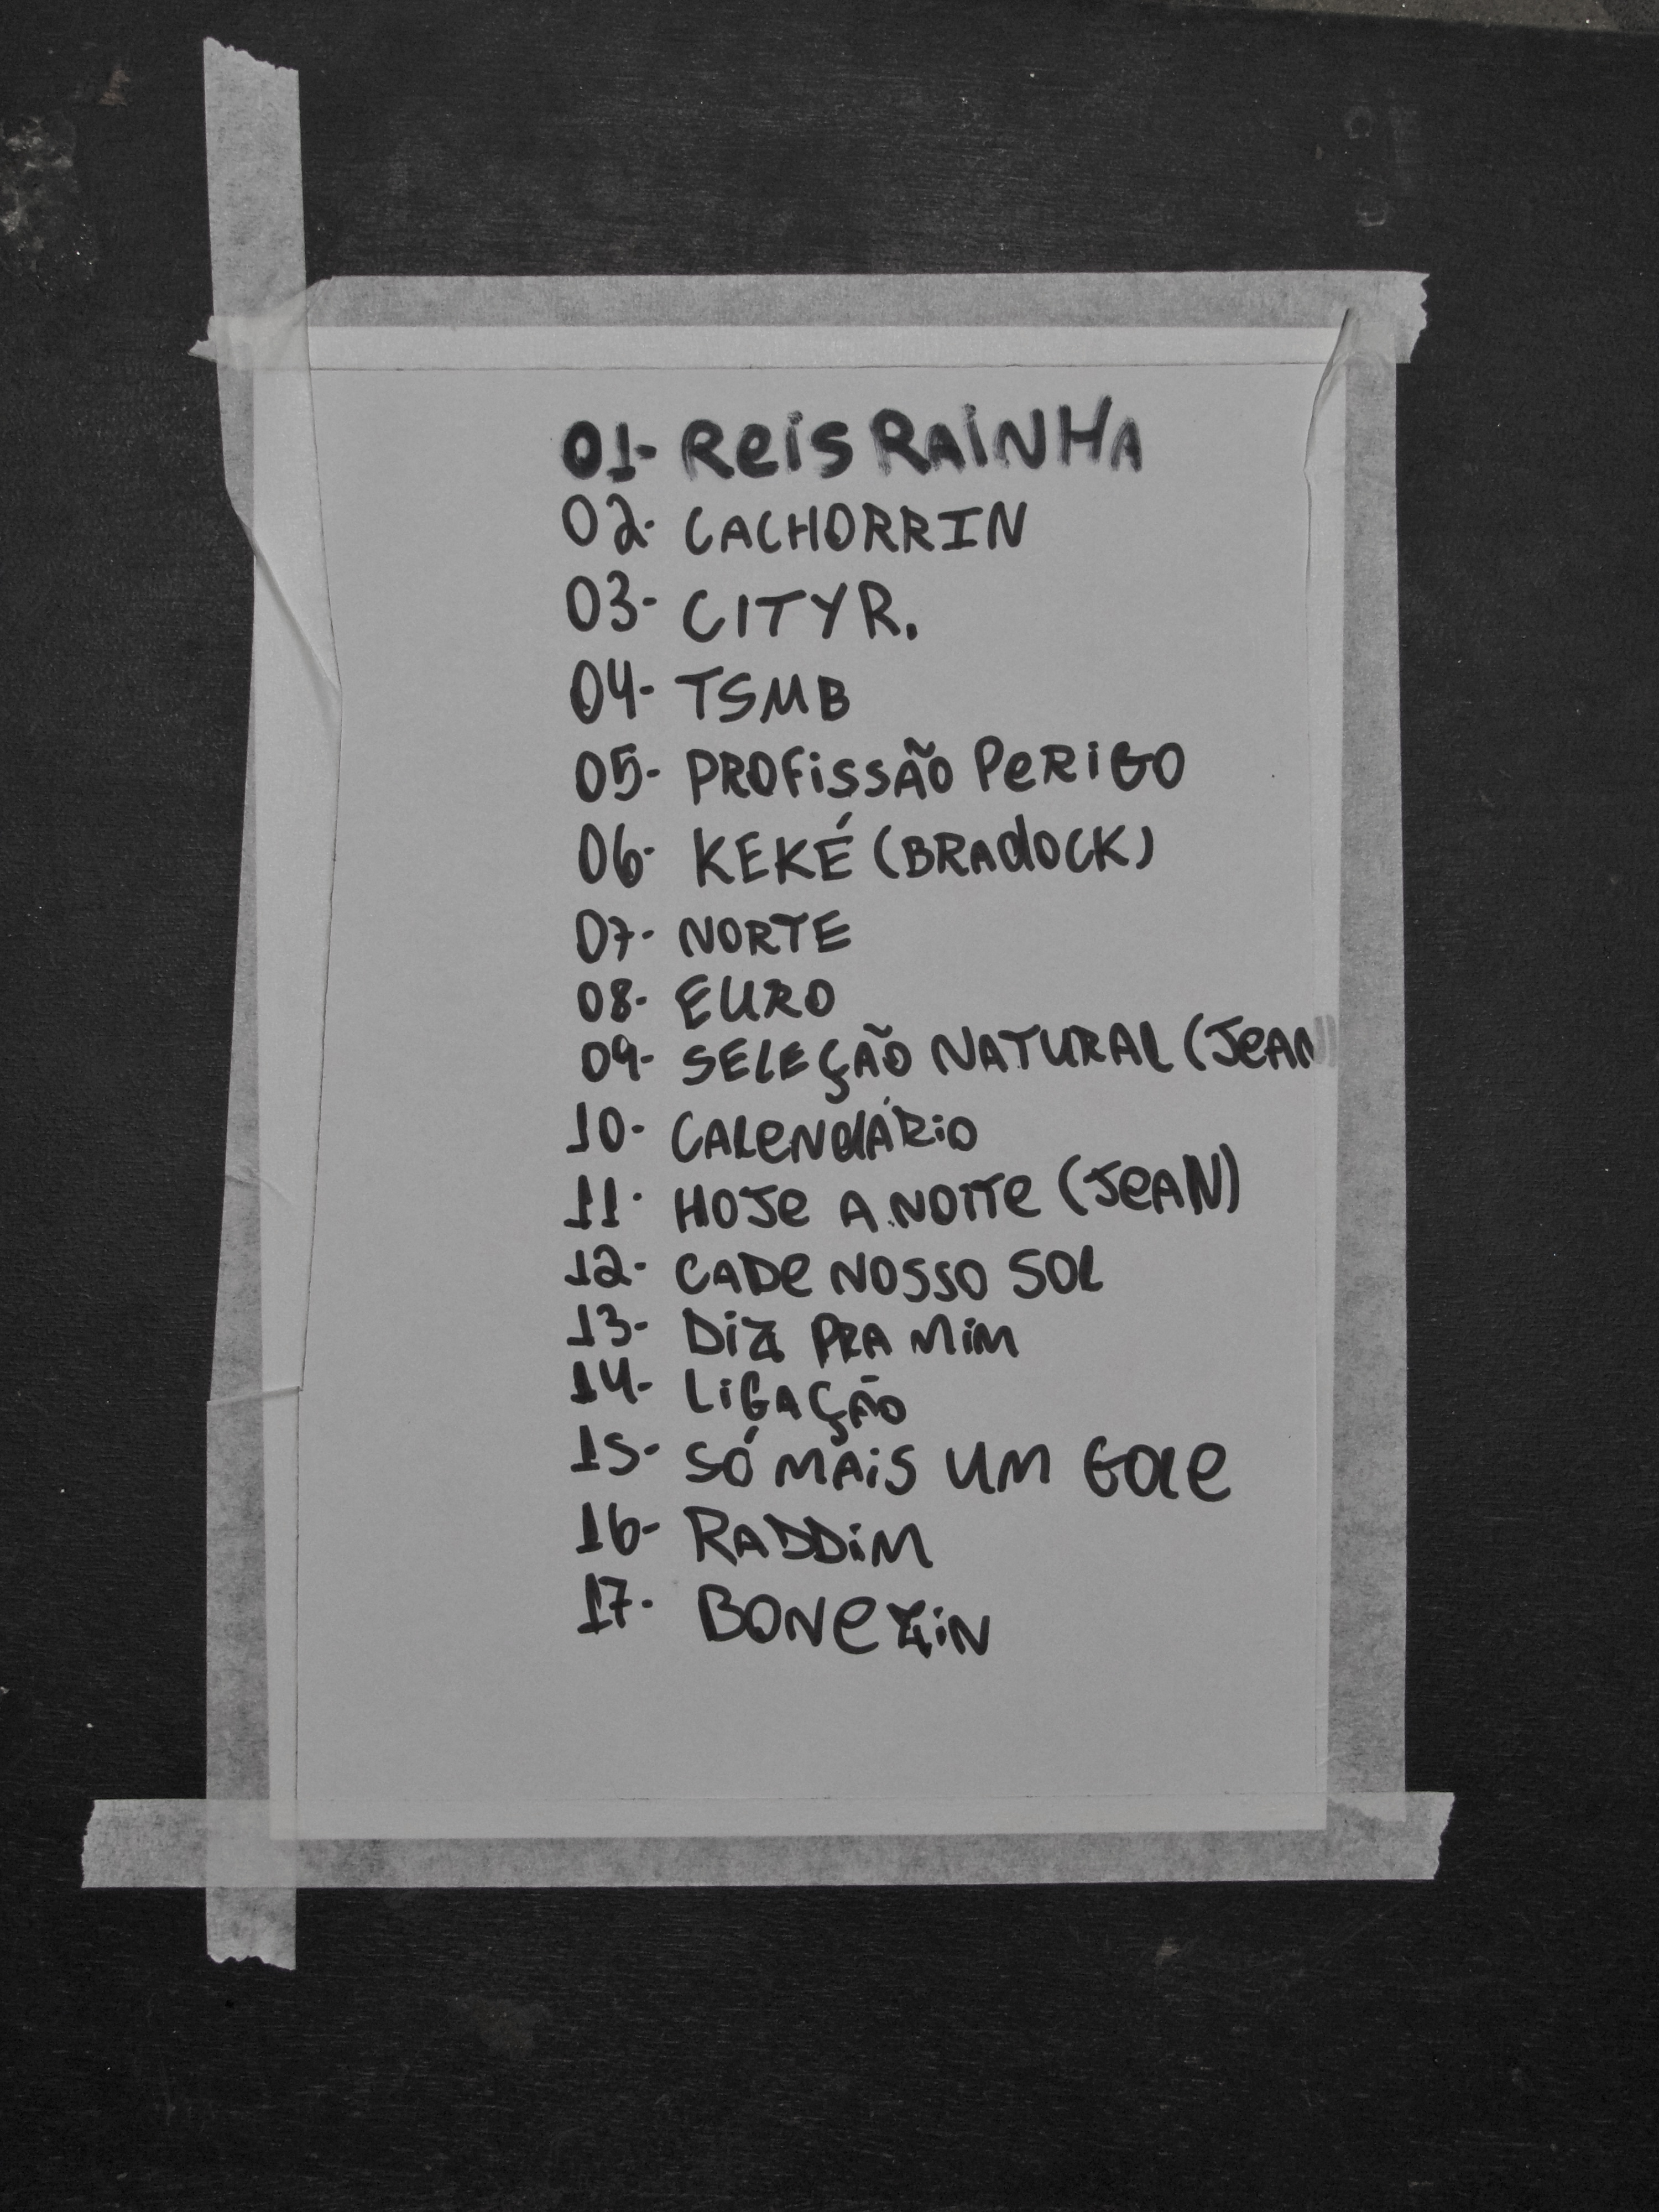 01- ReiS RAiNHA
02- CACHORRIN
03- CITY R.
04- TSMB
05- PROFiSSÃO PeRiGO
06- KEKÉ (BRAdOCK)
07- NORTE
08- EURO
09- SELEÇÃO NATURAL (JeAN)
10- CALeNdÁRiO
11- HOJe A NOiTe (JeAN)
12- CADe NOSSO SOL
13- DiZ PRA MiM
14- LiGAÇÃO
15- SÓ MAiS UM GOLe
16- RADDiM
17- BONeZiN